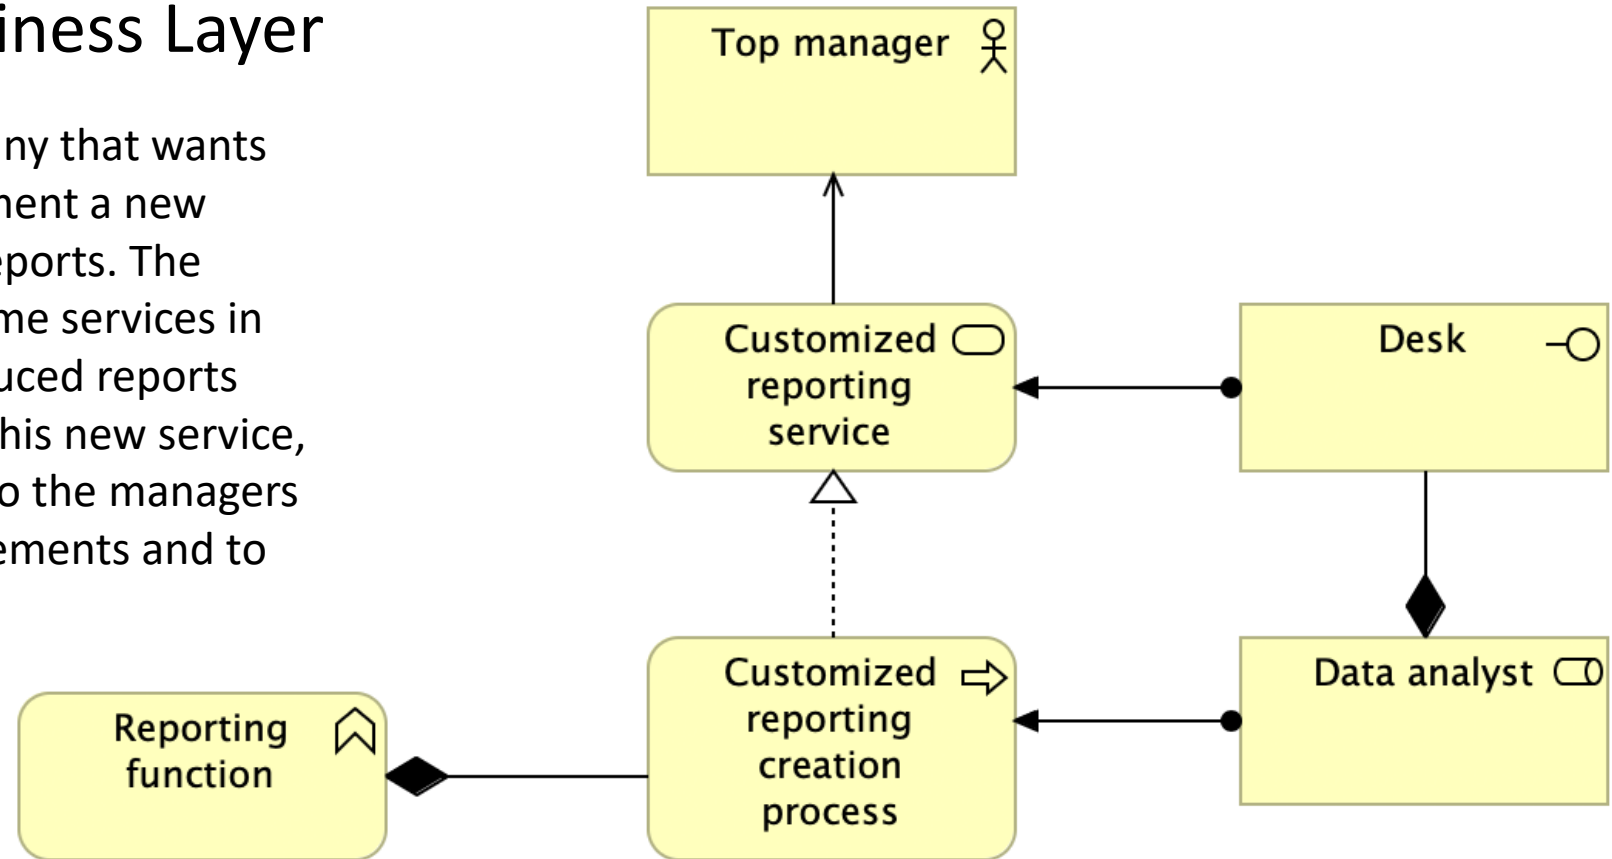 iness Layer
ny that wants
nent a new
eports. The
me services in
uced reports
his new service,
o the managers
ements and to
Top manager
Customized
reporting
service
Desk
Customized
reporting
creation
process
Data analyst
Reporting
function